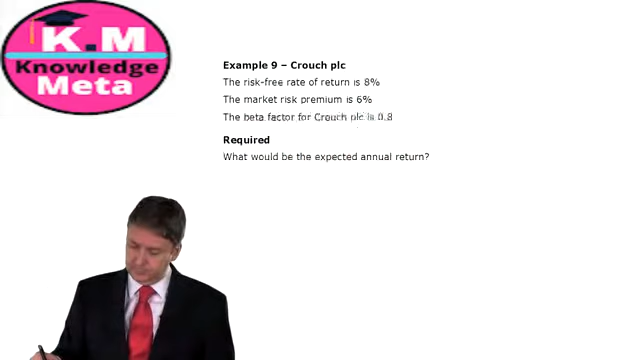 K.M
Knowledge
Meta
Example 9 – Crouch plc
The risk-free rate of return is 8%
The market risk premium is 6%
The beta factor for Crouch plc is 0.8
Required
What would be the expected annual return?